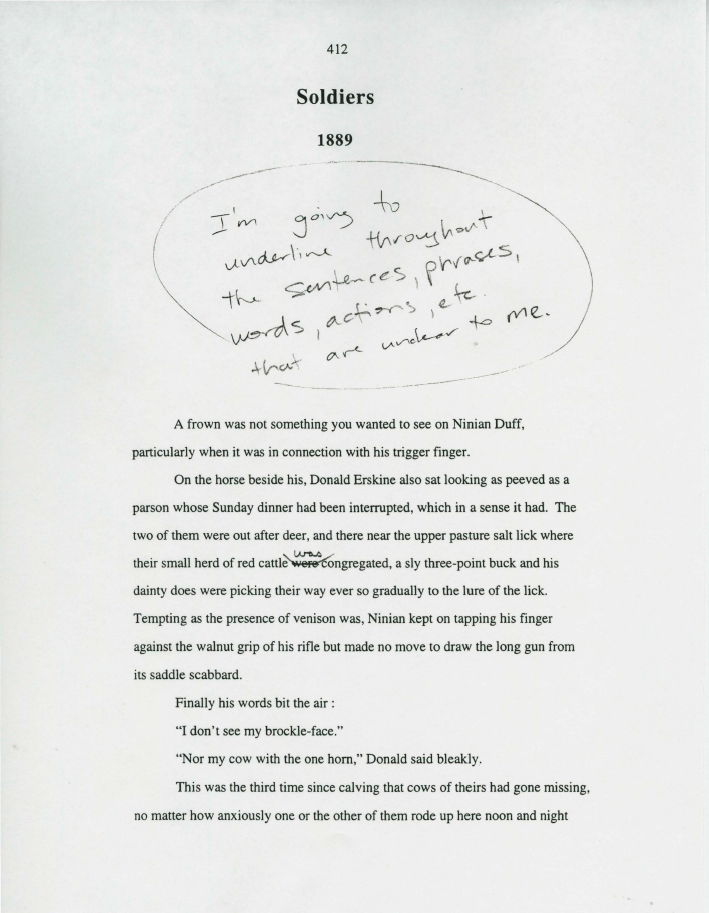 412
Soldiers
1889
I'm going to
underline throughout
the sentences, phrases,
words, actions, etc.
that are unclear to me.
A frown was not something you wanted to see on Ninian Duff,
particularly when it was in connection with his trigger finger.
On the horse beside his, Donald Erskine also sat looking as peeved as a
parson whose Sunday dinner had been interrupted, which in a sense it had. The
two of them were out after deer, and there near the upper pasture salt lick where
was
their small herd of red cattle were congregated, a sly three-point buck and his
dainty does were picking their way ever so gradually to the lure of the lick.
Tempting as the presence of venison was, Ninian kept on tapping his finger
against the walnut grip of his rifle but made no move to draw the long gun from
its saddle scabbard.
Finally his words bit the air :
“I don't see my brockle-face.”
“Nor my cow with the one horn,” Donald said bleakly.
This was the third time since calving that cows of theirs had gone missing,
no matter how anxiously one or the other of them rode up here noon and night